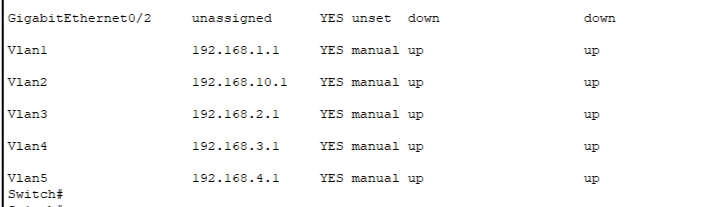 GigabitEthernet0/2 unassigned YES unset down down
Vlan1 192.168.1.1 YES manual up up
Vlan2 192.168.10.1 YES manual up up
Vlan3 192.168.2.1 YES manual up up
Vlan4 192.168.3.1 YES manual up up
Vlan5 192.168.4.1 YES manual up up
Switch#